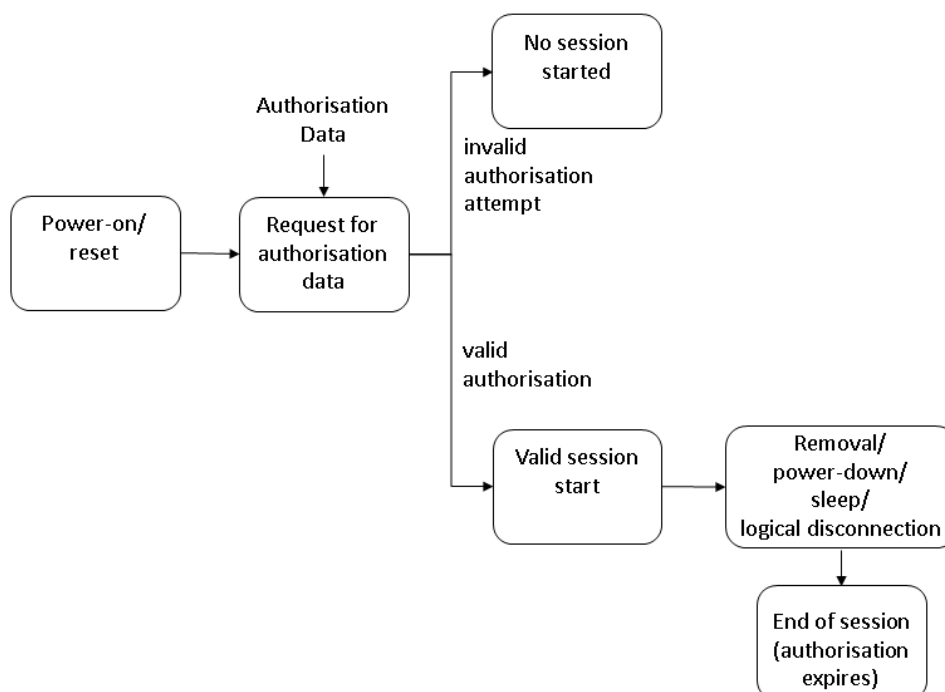 No session
started
Authorisation
Data
invalid
authorisation
attempt
Power-on/
reset
Request for
authorisation
data
valid
authorisation
Valid session
start
Removal/
power-down/
sleep/
logical disconnection
End of session
(authorisation
expires)